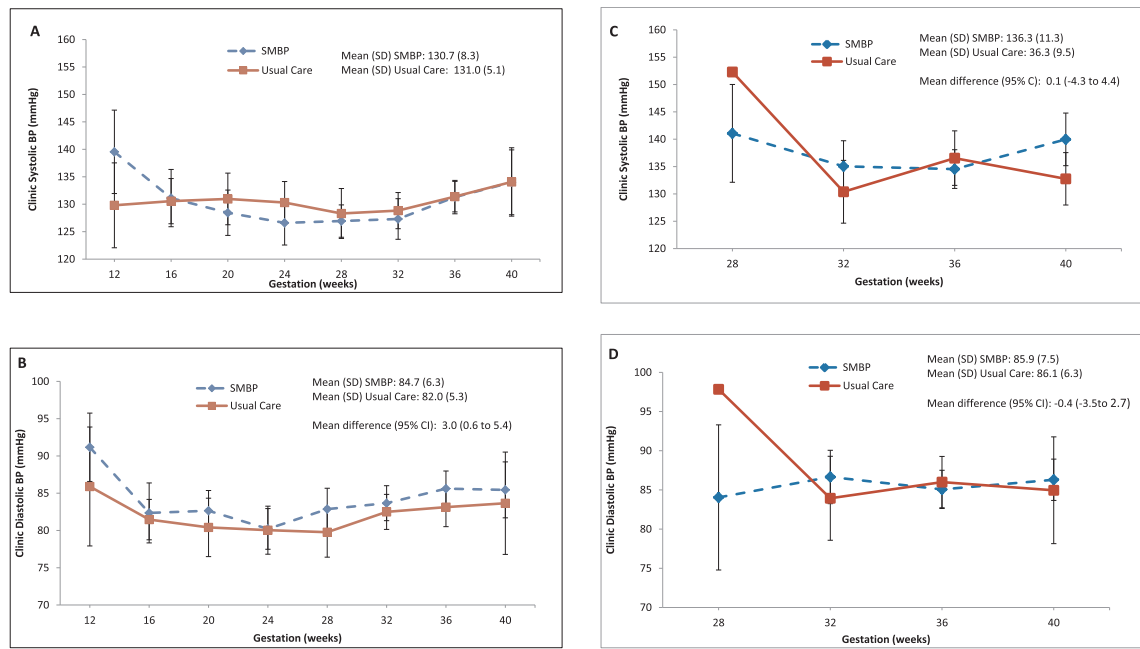 A
SMBP
Usual Care
Mean (SD) SMBP: 130.7 (8.3)
Mean (SD) Usual Care: 131.0 (5.1)
Clinic Systolic BP (mmHg)
160
155
150
145
140
135
130
125
120
12 16 20 24 28 32 36 40
Gestation (weeks)
B
SMBP
Usual Care
Mean (SD) SMBP: 84.7 (6.3)
Mean (SD) Usual Care: 82.0 (5.3)
Mean difference (95% CI): 3.0 (0.6 to 5.4)
Clinic Diastolic BP (mmHg)
100
95
90
85
80
75
70
12 16 20 24 28 32 36 40
Gestation (weeks)
C
SMBP
Usual Care
Mean (SD) SMBP: 136.3 (11.3)
Mean (SD) Usual Care: 36.3 (9.5)
Mean difference (95% C): 0.1 (-4.3 to 4.4)
Clinic Systolic BP (mmHg)
160
155
150
145
140
135
130
125
120
28 32 36 40
Gestation (weeks)
D
SMBP
Usual Care
Mean (SD) SMBP: 85.9 (7.5)
Mean (SD) Usual Care: 86.1 (6.3)
Mean difference (95% CI): -0.4 (-3.5to 2.7)
Clinic Diastolic BP (mmHg)
100
95
90
85
80
75
70
28 32 36 40
Gestation (weeks)